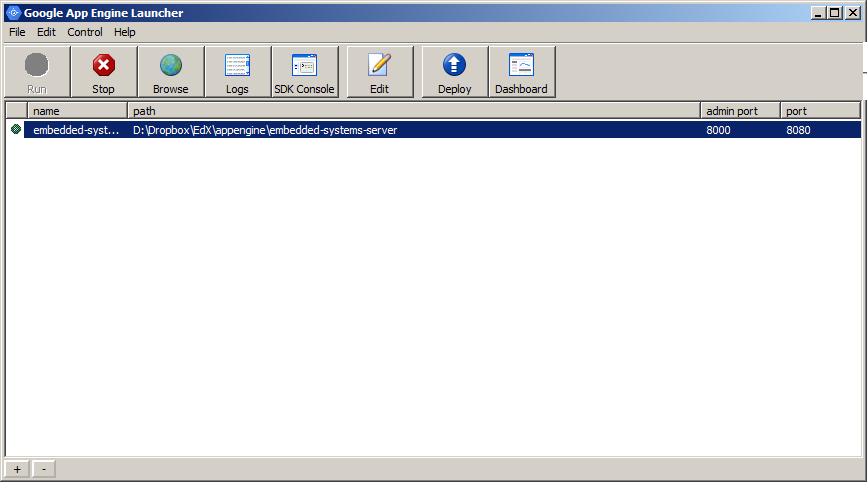 Google App Engine Launcher
File Edit Control Help
Run Stop Browse Logs SDK Console Edit Deploy Dashboard
name path admin port port
embedded-syst... D:\Dropbox\EdX\appengine\embedded-systems-server 8000 8080
+ -